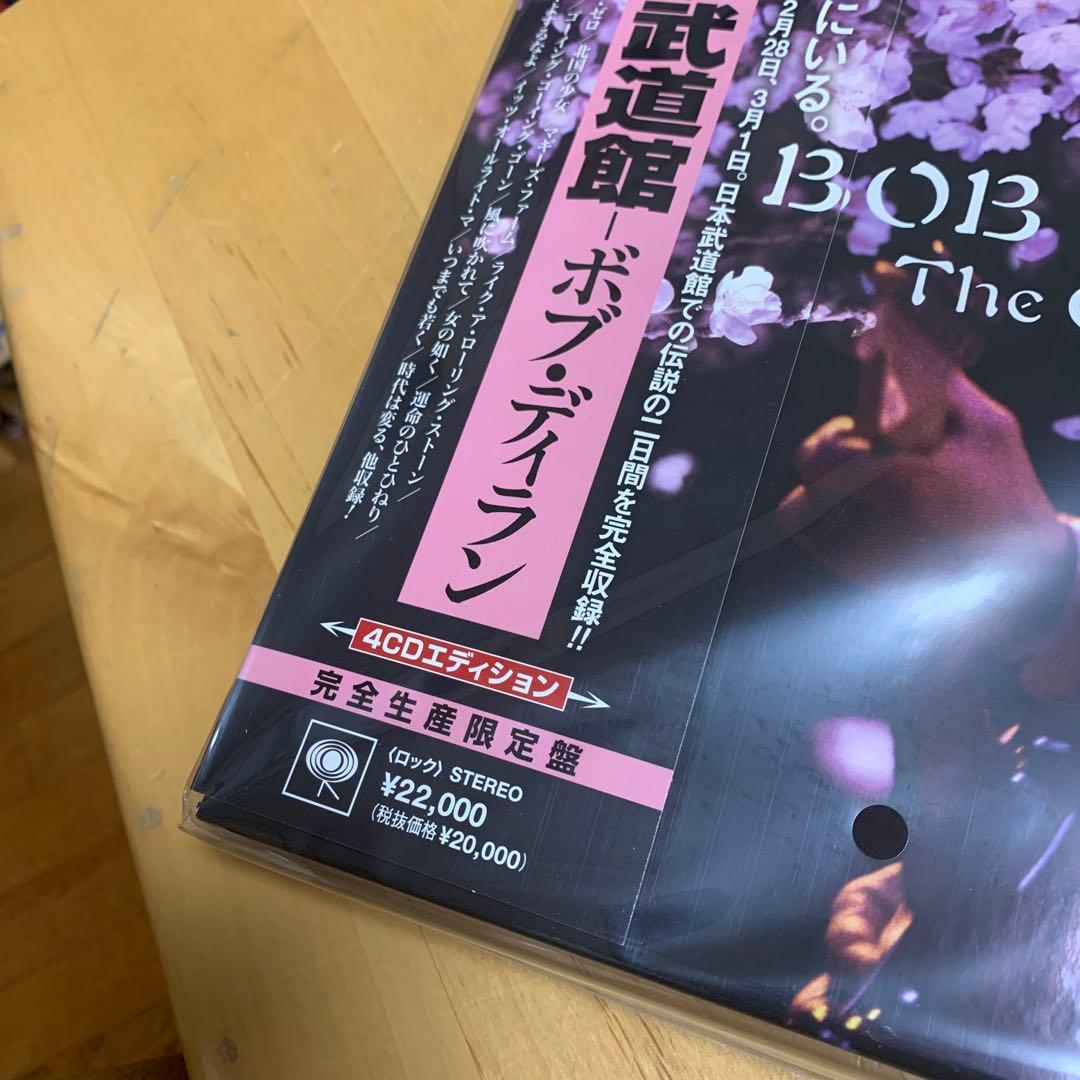 にいる。
2月28日、3月1日。日本武道館での伝説の二日間を完全収録!!
武道館─ボブ・ディラン
・ゼロ/北国の少女/マギーズ・ファーム/ライク・ア・ローリング・ストーン/
/ゴーイング・ゴーイング・ゴーン/風に吹かれて/女の如く/運命のひとひねり/
するなよ/イッツ・オールライト・マ/いつまでも若く/時代は変る、他収録!
BOB
The
4CDエディション
完全生産限定盤
〈ロック〉 STEREO
¥22,000
(税抜価格¥20,000)